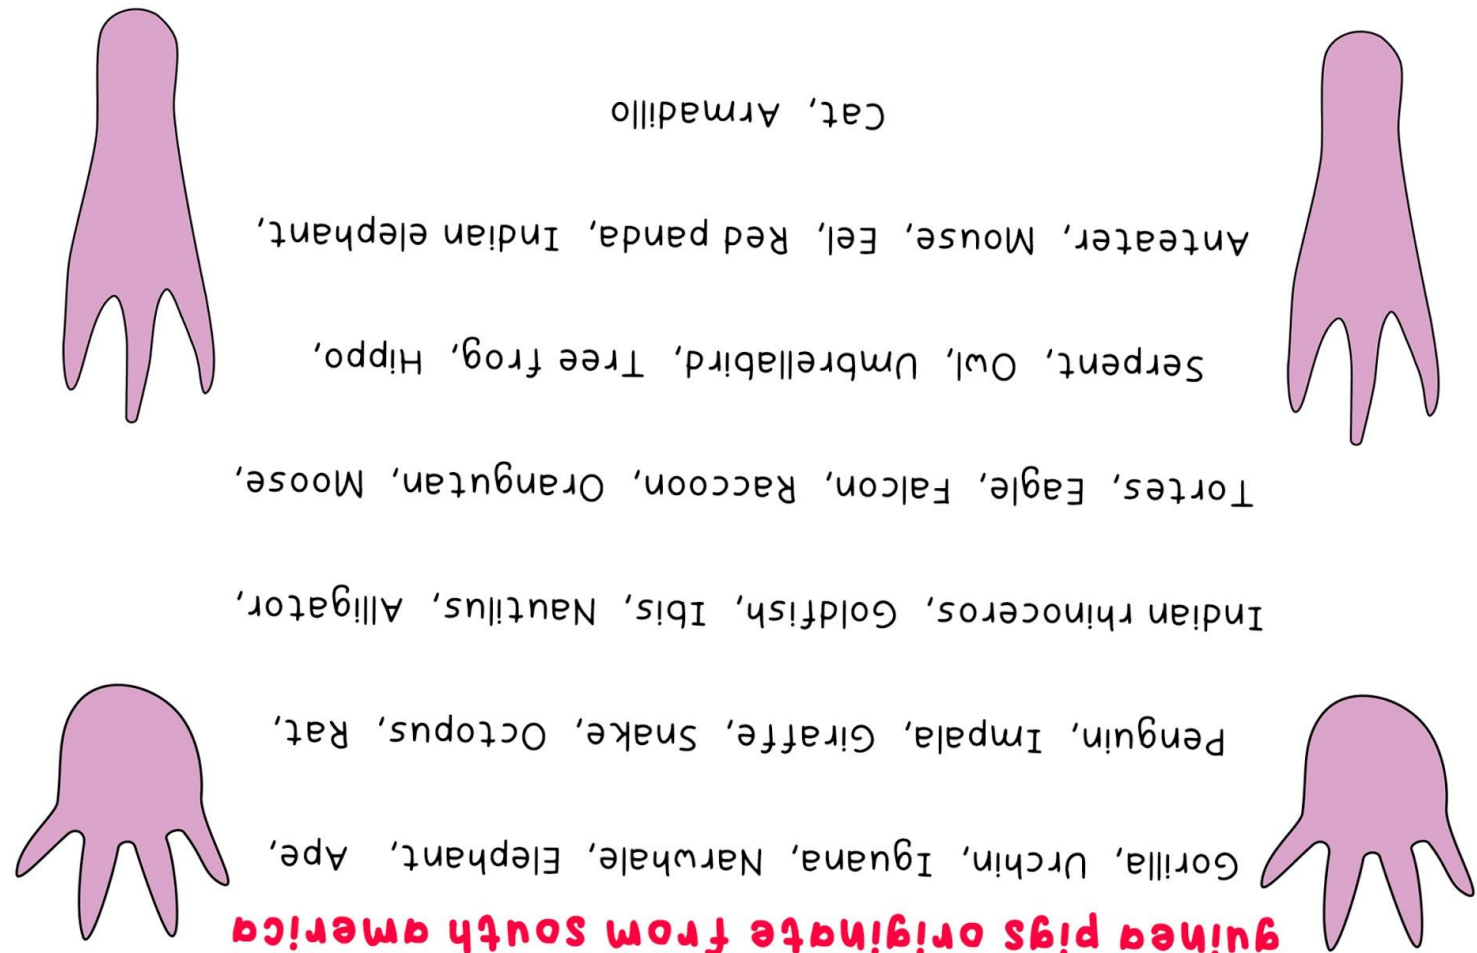 guinea pigs originate from south america
Gorilla, Urchin, Iguana, Narwhale, Elephant, Ape,
Penguin, Impala, Giraffe, Snake, Octopus, Rat,
Indian rhinoceros, Goldfish, Ibis, Nautilus, Alligator,
Tortes, Eagle, Falcon, Raccoon, Orangutan, Moose,
Serpent, Owl, Umbrellabird, Tree frog, Hippo,
Anteater, Mouse, Eel, Red panda, Indian elephant,
Cat, Armadillo